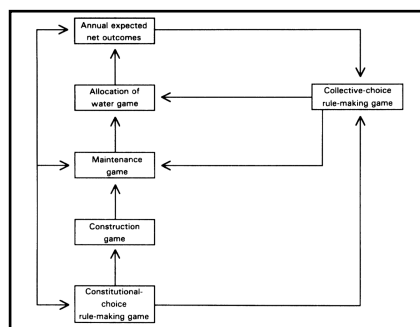 Annual expected
net outcomes
Allocation of
water game
Collective-choice
rule-making game
Maintenance
game
Construction
game
Constitutional-
choice
rule-making game